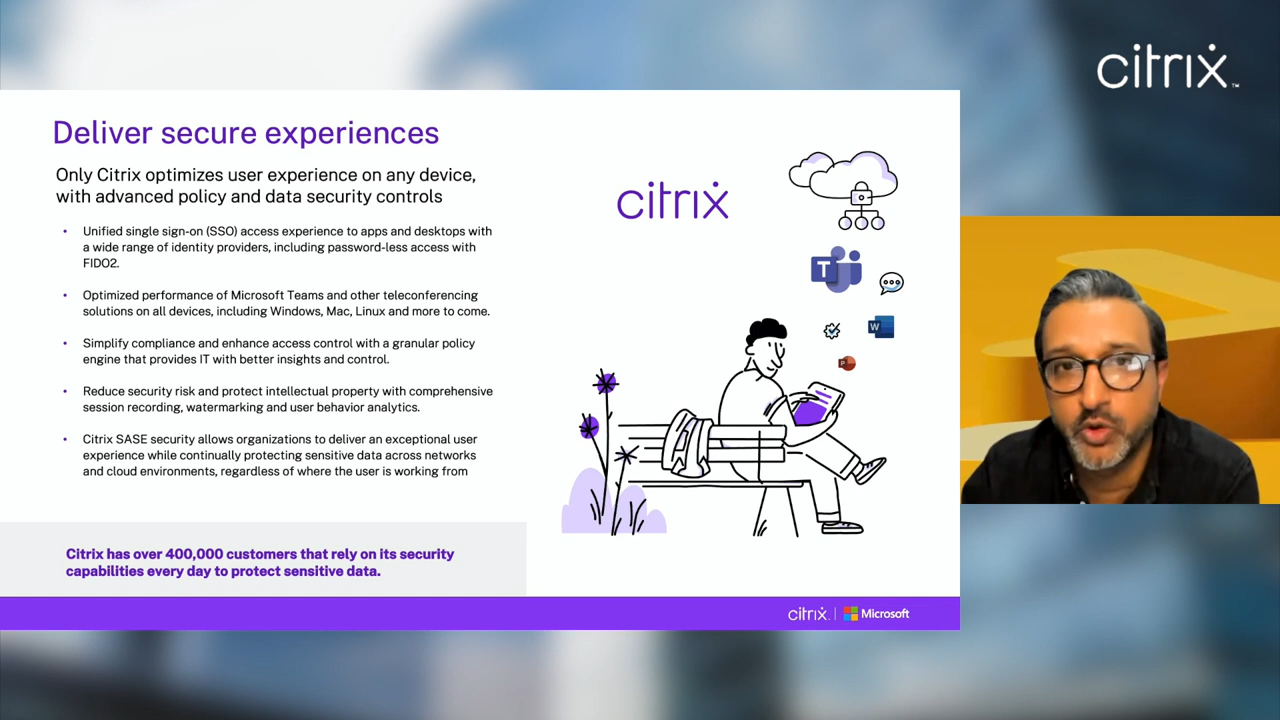 citrix™
Deliver secure experiences
Only Citrix optimizes user experience on any device,
with advanced policy and data security controls
• Unified single sign-on (SSO) access experience to apps and desktops with
a wide range of identity providers, including password-less access with
FIDO2.
• Optimized performance of Microsoft Teams and other teleconferencing
solutions on all devices, including Windows, Mac, Linux and more to come.
• Simplify compliance and enhance access control with a granular policy
engine that provides IT with better insights and control.
• Reduce security risk and protect intellectual property with comprehensive
session recording, watermarking and user behavior analytics.
• Citrix SASE security allows organizations to deliver an exceptional user
experience while continually protecting sensitive data across networks
and cloud environments, regardless of where the user is working from
Citrix has over 400,000 customers that rely on its security
capabilities every day to protect sensitive data.
citrix
T
W
P
citrix. | Microsoft